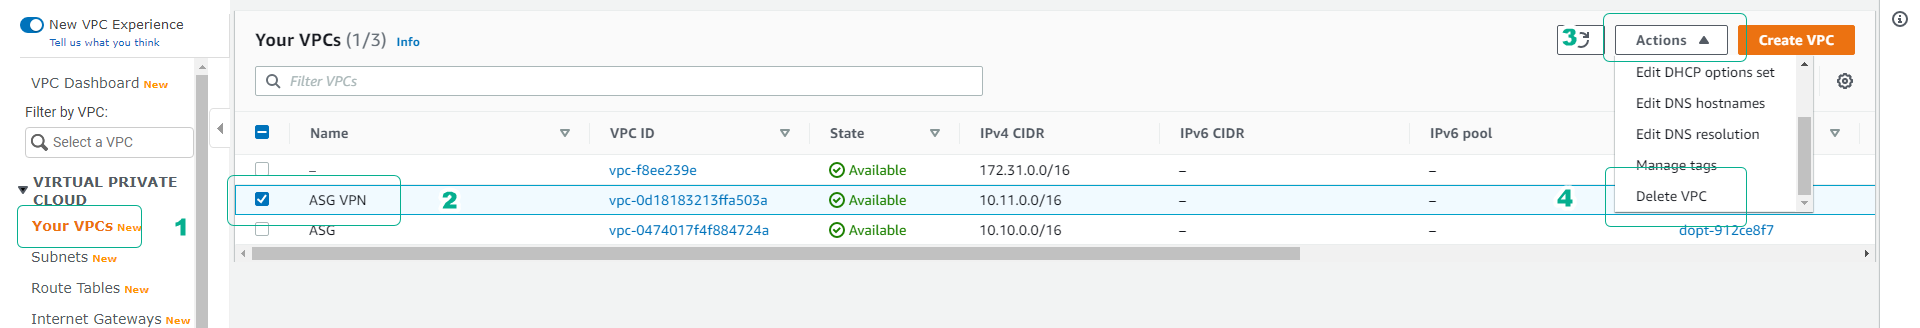 New VPC Experience
Tell us what you think
VPC Dashboard New
Filter by VPC:
Select a VPC
VIRTUAL PRIVATE
CLOUD
Your VPCs New
1
Subnets New
Route Tables New
Internet Gateways New
Your VPCs (1/3) Info
3
Actions
Create VPC
Filter VPCs
Edit DHCP options set
Edit DNS hostnames
Edit DNS resolution
Manage tags
Delete VPC
4
Name VPC ID State IPv4 CIDR IPv6 CIDR IPv6 pool
– vpc-f8ee239e Available 172.31.0.0/16 – –
ASG VPN 2 vpc-0d18183213ffa503a Available 10.11.0.0/16 – –
ASG vpc-0474017f4f884724a Available 10.10.0.0/16 – – dopt-912ce8f7